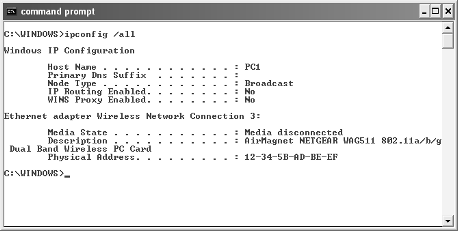 command prompt
C:\WINDOWS>ipconfig /all
Windows IP Configuration
Host Name . . . . . . . . . . . . : PC1
Primary Dns Suffix . . . . . . . :
Node Type . . . . . . . . . . . . : Broadcast
IP Routing Enabled. . . . . . . . : No
WINS Proxy Enabled. . . . . . . . : No
Ethernet adapter Wireless Network Connection 3:
Media State . . . . . . . . . . . : Media disconnected
Description . . . . . . . . . . . : AirMagnet NETGEAR WAG511 802.11a/b/g
Dual Band Wireless PC Card
Physical Address. . . . . . . . . : 12-34-5B-AD-BE-EF
C:\WINDOWS>_